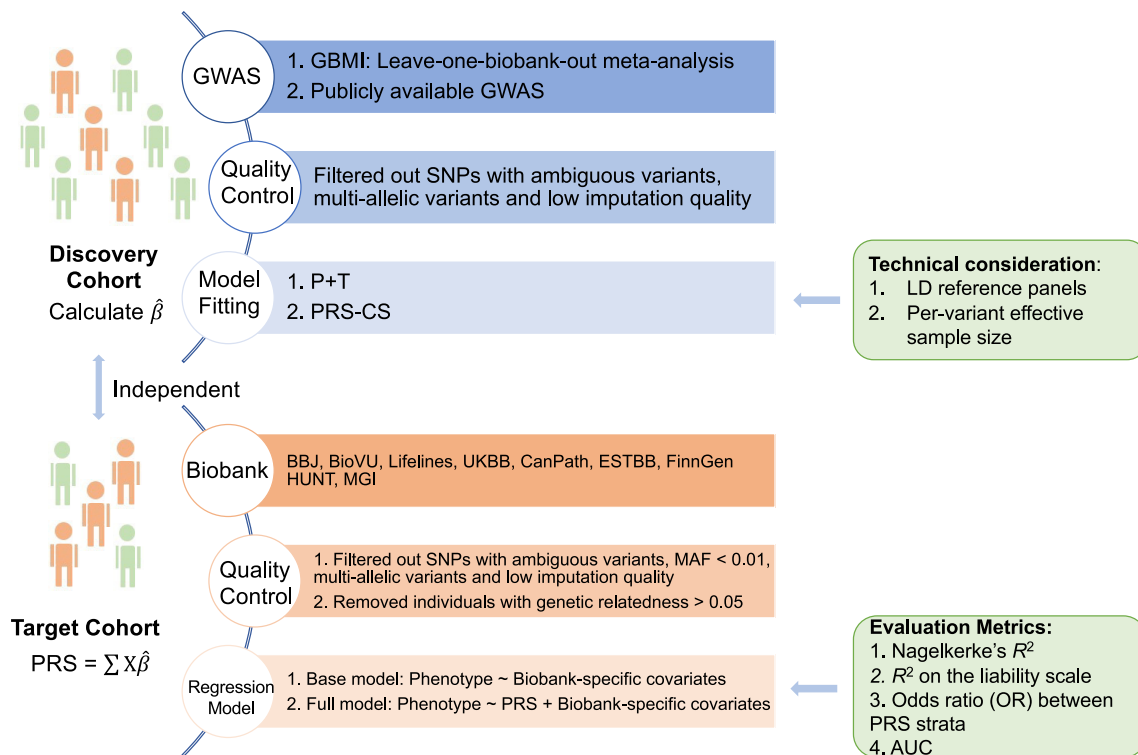 GWAS
1. GBMI: Leave-one-biobank-out meta-analysis
2. Publicly available GWAS
Quality
Control
Filtered out SNPs with ambiguous variants,
multi-allelic variants and low imputation quality
Discovery
Cohort
Calculate β̂
Model
Fitting
1. P+T
2. PRS-CS
Technical consideration:
1. LD reference panels
2. Per-variant effective
sample size
Independent
Biobank
BBJ, BioVU, Lifelines, UKBB, CanPath, ESTBB, FinnGen
HUNT, MGI
Quality
Control
1. Filtered out SNPs with ambiguous variants, MAF < 0.01,
multi-allelic variants and low imputation quality
2. Removed individuals with genetic relatedness > 0.05
Target Cohort
PRS = ∑ Xβ̂
Regression
Model
1. Base model: Phenotype ~ Biobank-specific covariates
2. Full model: Phenotype ~ PRS + Biobank-specific covariates
Evaluation Metrics:
1. Nagelkerke's R²
2. R² on the liability scale
3. Odds ratio (OR) between
PRS strata
4. AUC